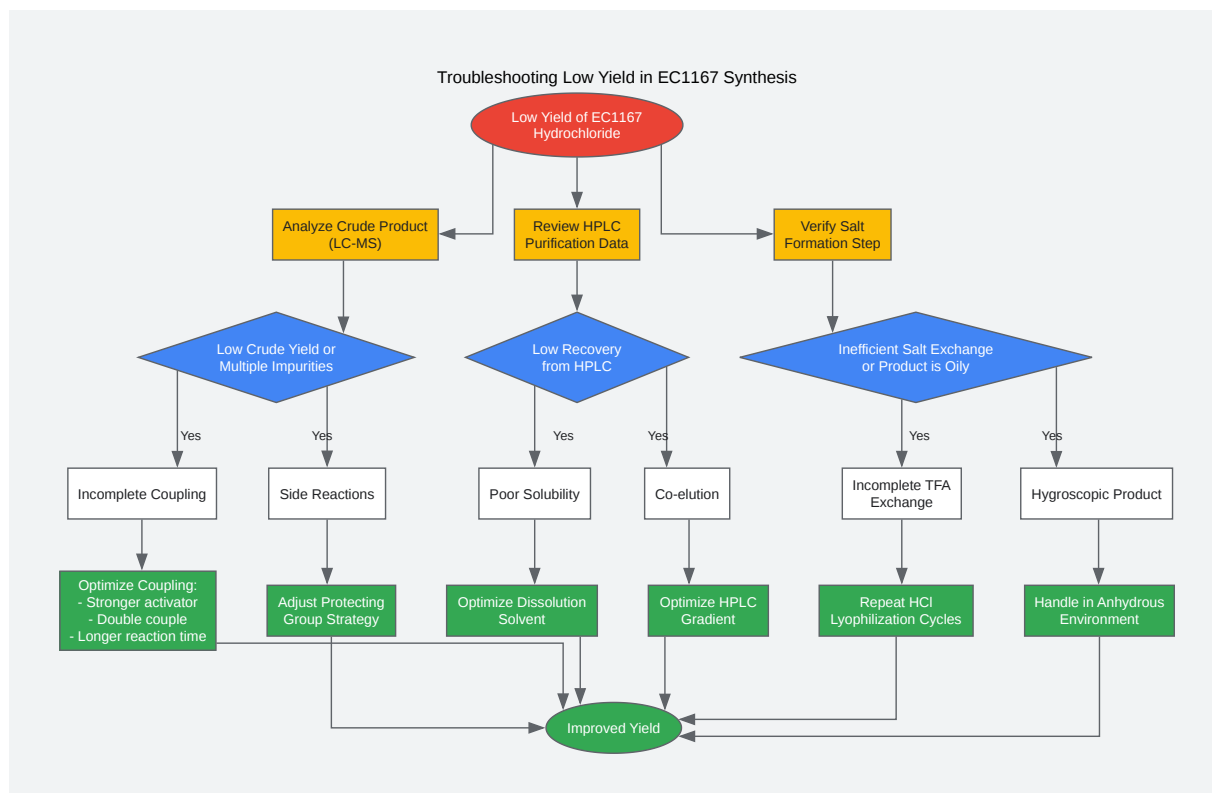 Troubleshooting Low Yield in EC1167 Synthesis
Low Yield of EC1167
Hydrochloride
Analyze Crude Product
(LC-MS)
Review HPLC
Purification Data
Verify Salt
Formation Step
Low Crude Yield or
Multiple Impurities
Low Recovery
from HPLC
Inefficient Salt Exchange
or Product is Oily
Yes
Yes
Yes
Yes
Yes
Yes
Incomplete Coupling
Side Reactions
Poor Solubility
Co-elution
Incomplete TFA
Exchange
Hygroscopic Product
Optimize Coupling:
- Stronger activator
- Double couple
- Longer reaction time
Adjust Protecting
Group Strategy
Optimize Dissolution
Solvent
Optimize HPLC
Gradient
Repeat HCl
Lyophilization Cycles
Handle in Anhydrous
Environment
Improved Yield